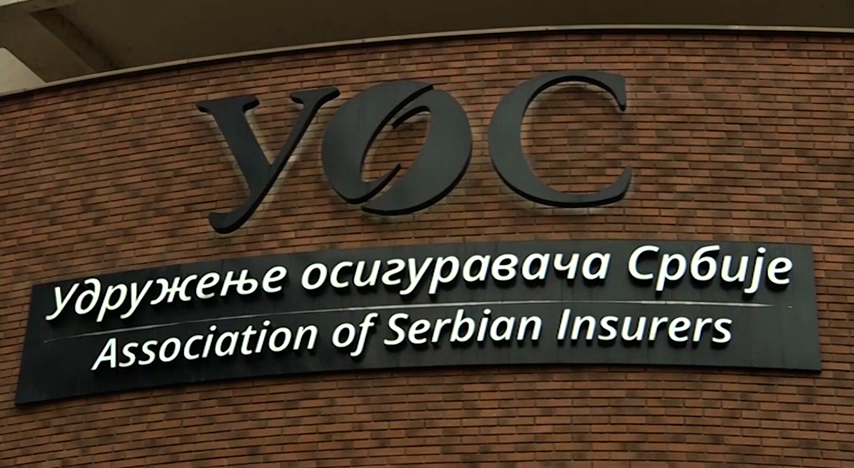 УОС
Удружење осигуравача Србије
Association of Serbian Insurers